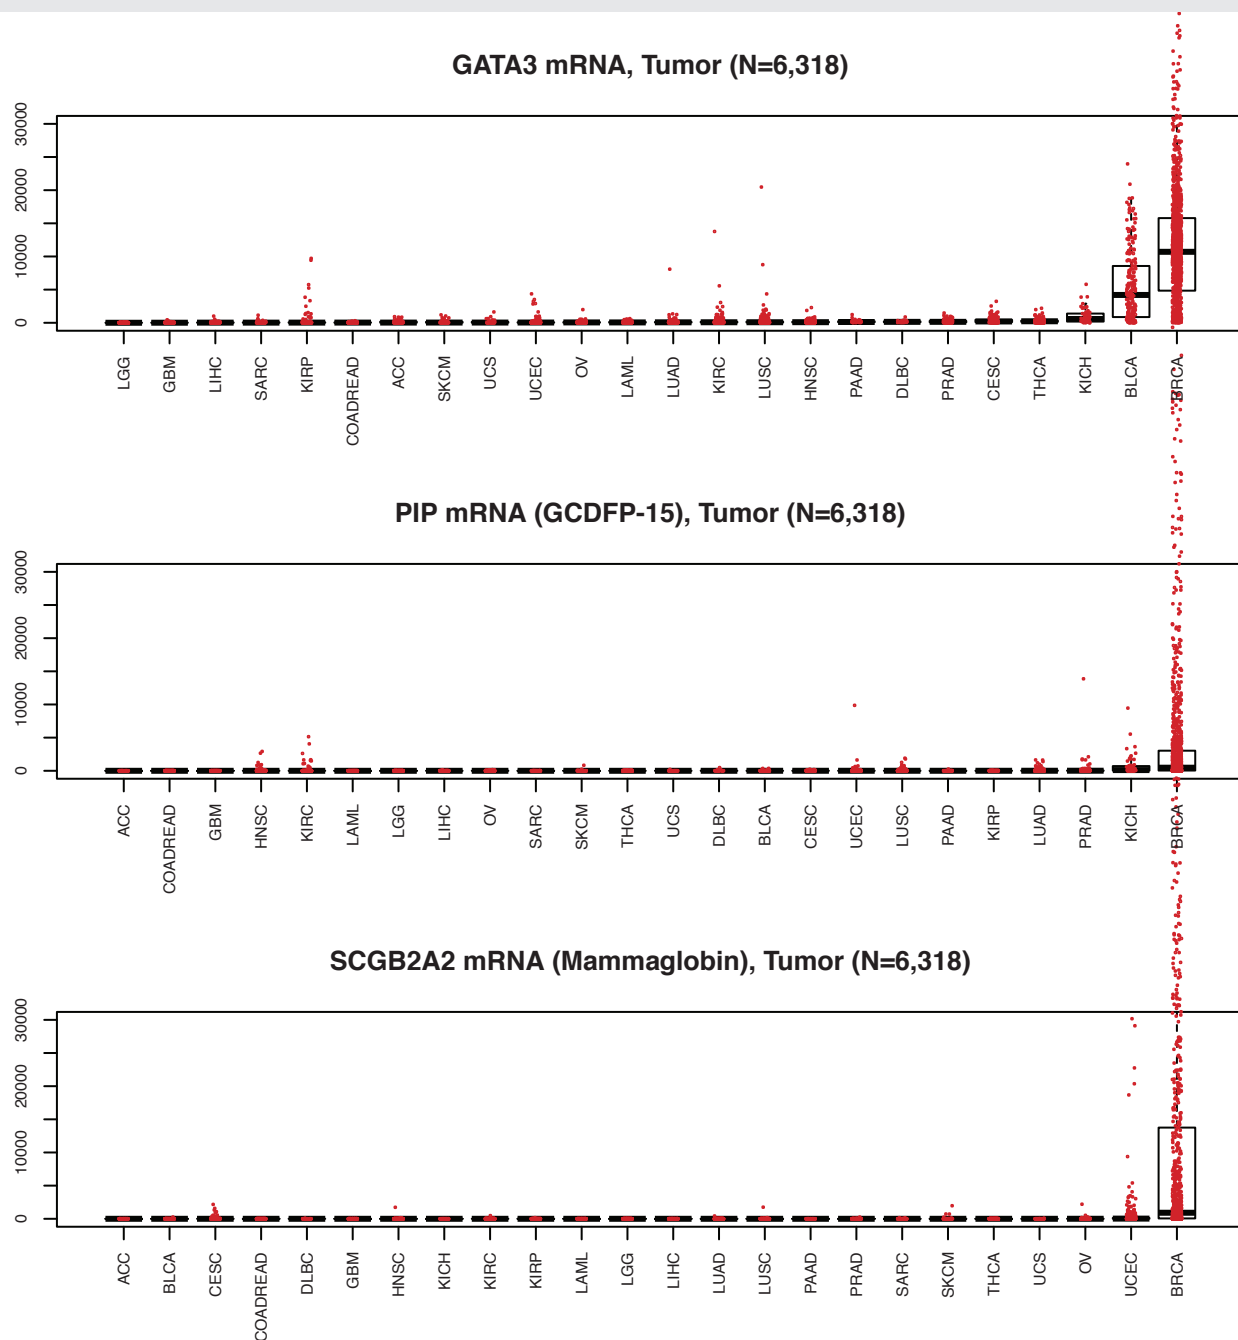 GATA3 mRNA, Tumor (N=6,318)
30000
20000
10000
0
LGG
GBM
LIHC
SARC
KIRP
COADREAD
ACC
SKCM
UCS
UCEC
OV
LAML
LUAD
KIRC
LUSC
HNSC
PAAD
DLBC
PRAD
CESC
THCA
KICH
BLCA
BRCA
PIP mRNA (GCDFP-15), Tumor (N=6,318)
30000
20000
10000
0
ACC
COADREAD
GBM
HNSC
KIRC
LAML
LGG
LIHC
OV
SARC
SKCM
THCA
UCS
DLBC
BLCA
CESC
UCEC
LUSC
PAAD
KIRP
LUAD
PRAD
KICH
BRCA
SCGB2A2 mRNA (Mammaglobin), Tumor (N=6,318)
30000
20000
10000
0
ACC
BLCA
CESC
COADREAD
DLBC
GBM
HNSC
KICH
KIRC
KIRP
LAML
LGG
LIHC
LUAD
LUSC
PAAD
PRAD
SARC
SKCM
THCA
UCS
OV
UCEC
BRCA